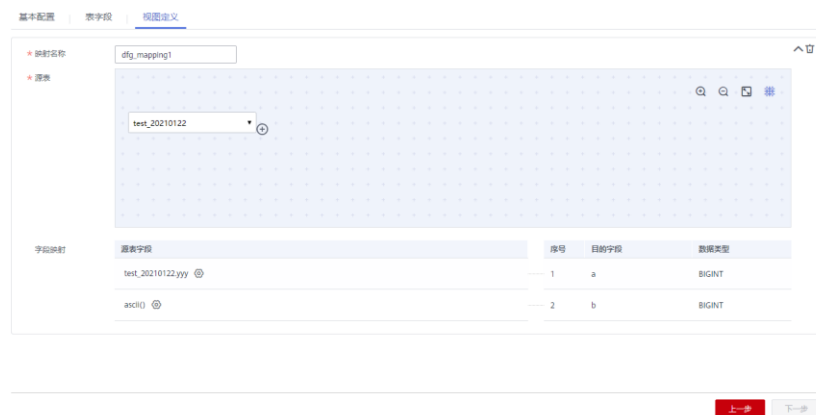 基本配置 表字段 视图定义
* 映射名称 dfg_mapping1
* 源表
test_20210122
字段映射 源表字段 序号 目的字段 数据类型
test_20210122.yyy 1 a BIGINT
ascii() 2 b BIGINT
上一步 下一步